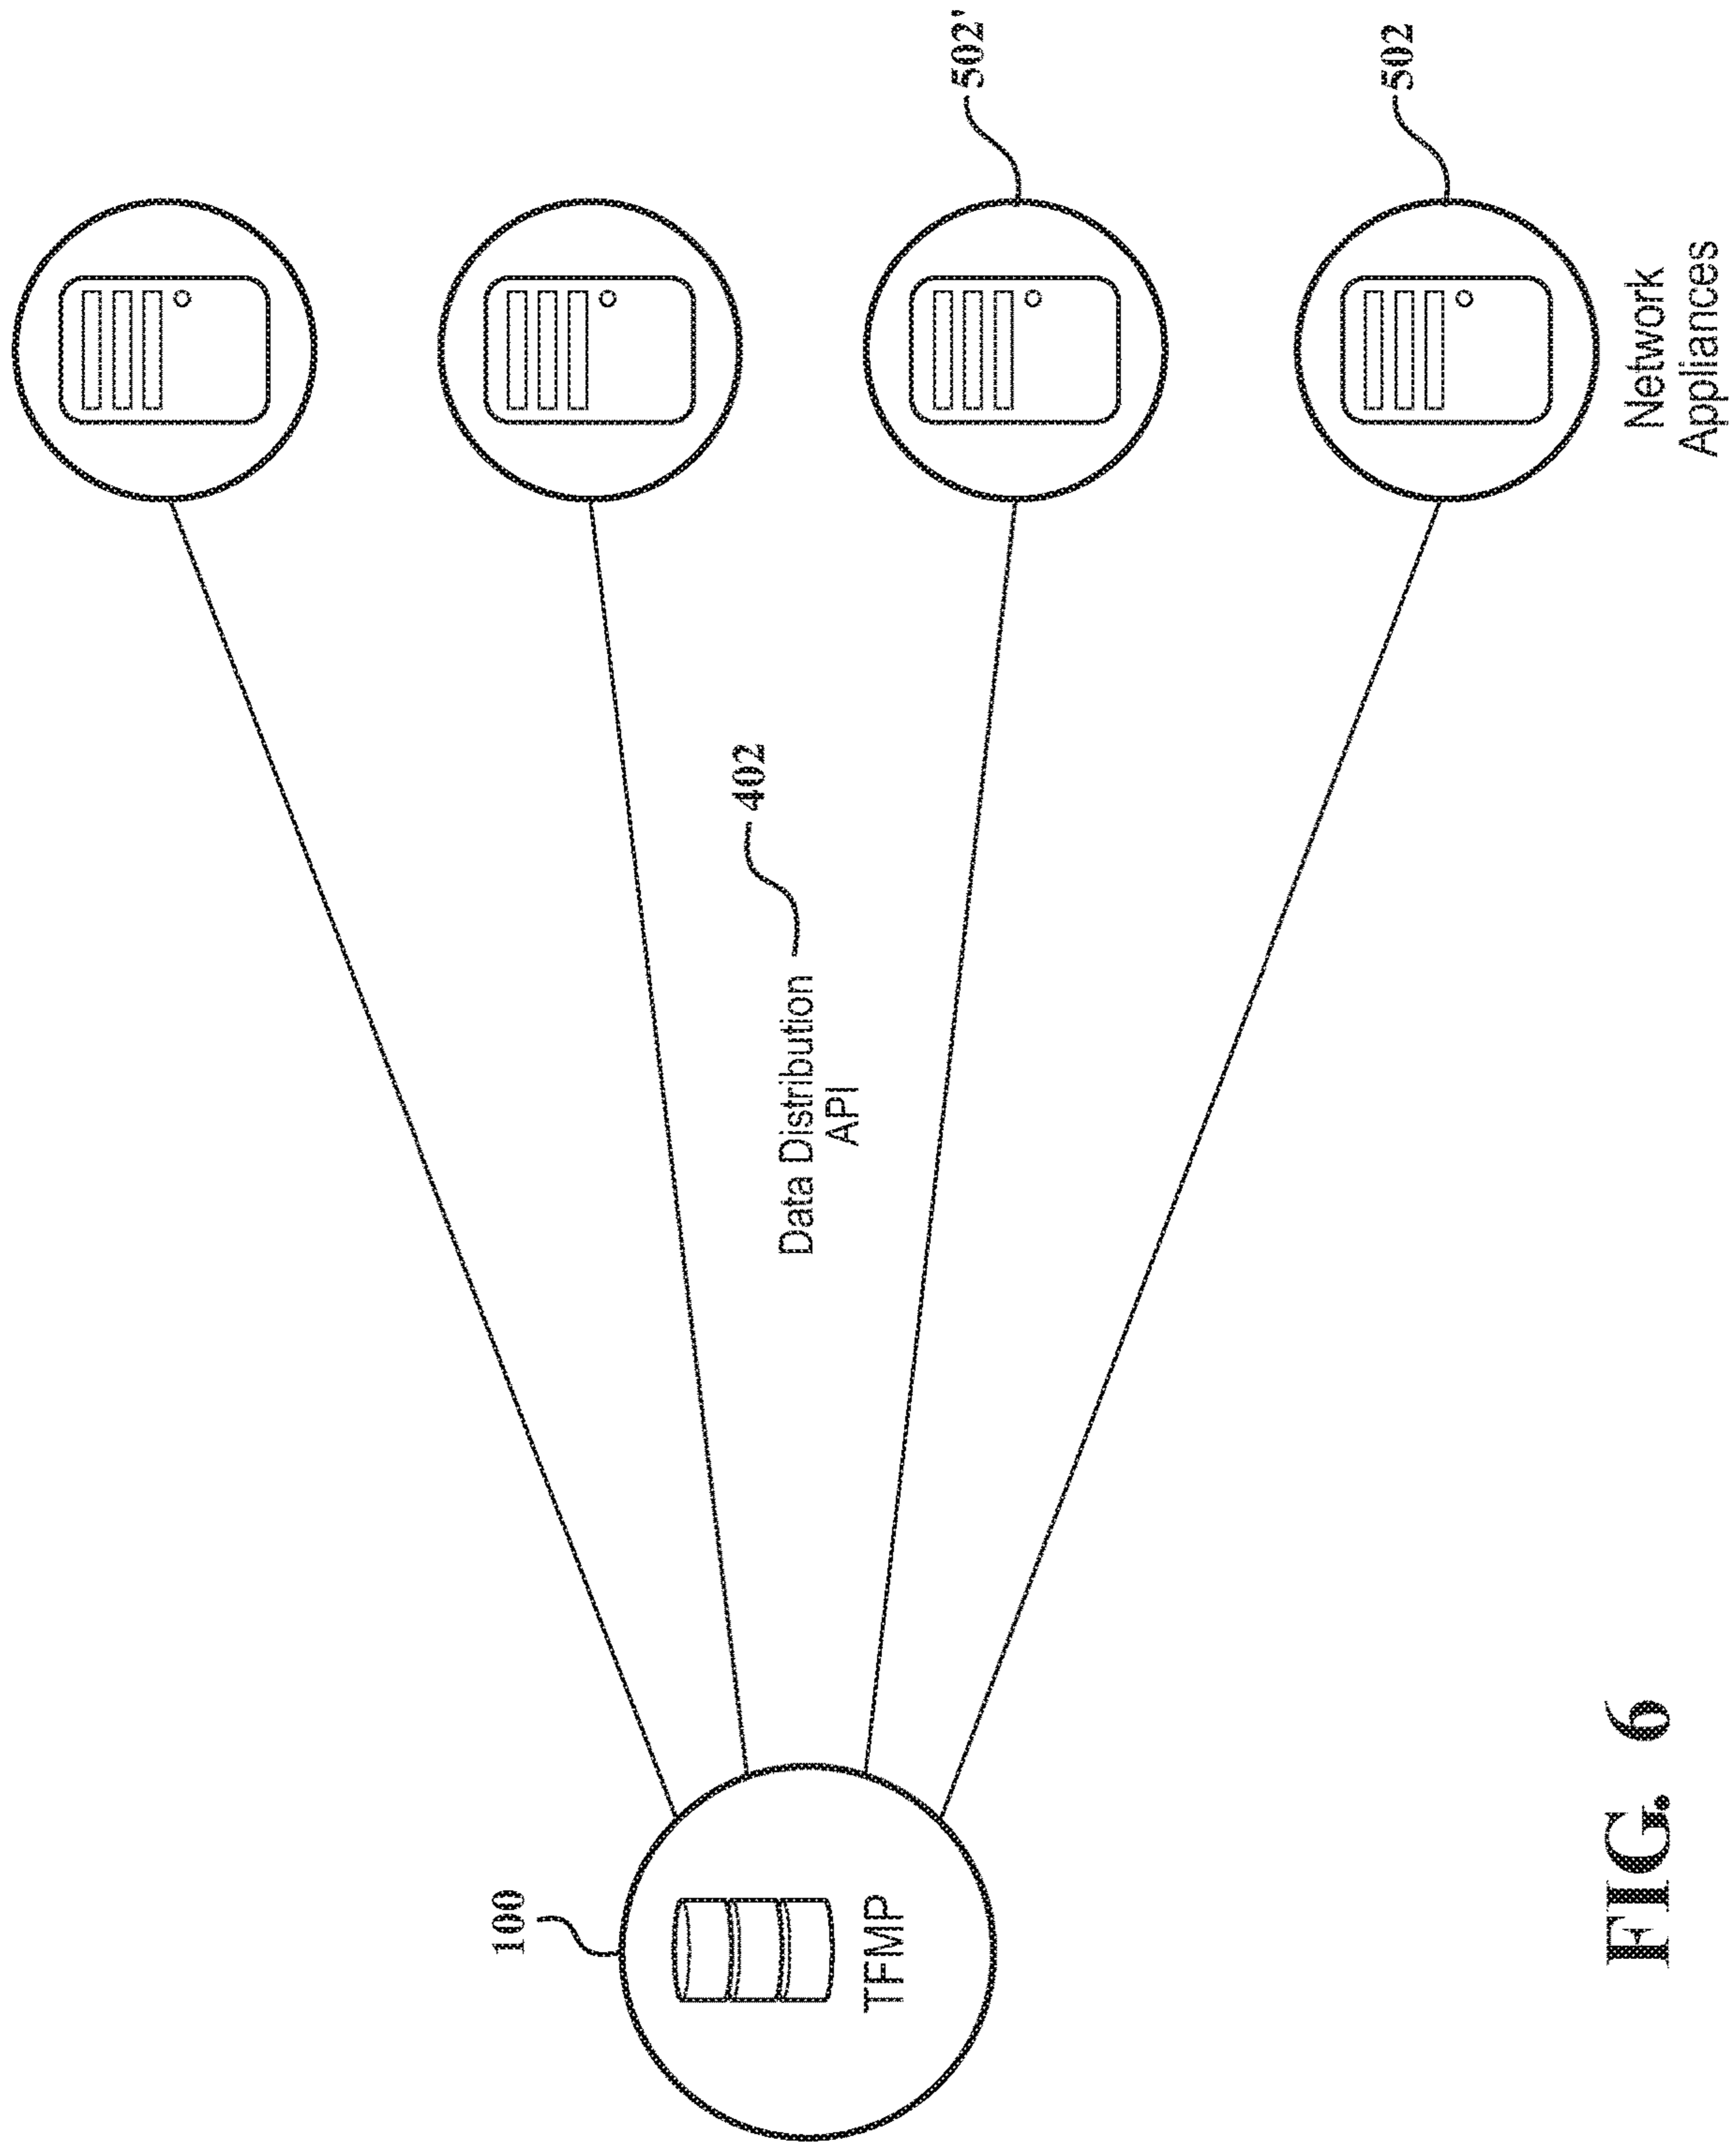 100
TFMP
Data Distribution
API
402
502'
502
Network
Appliances
FIG. 6